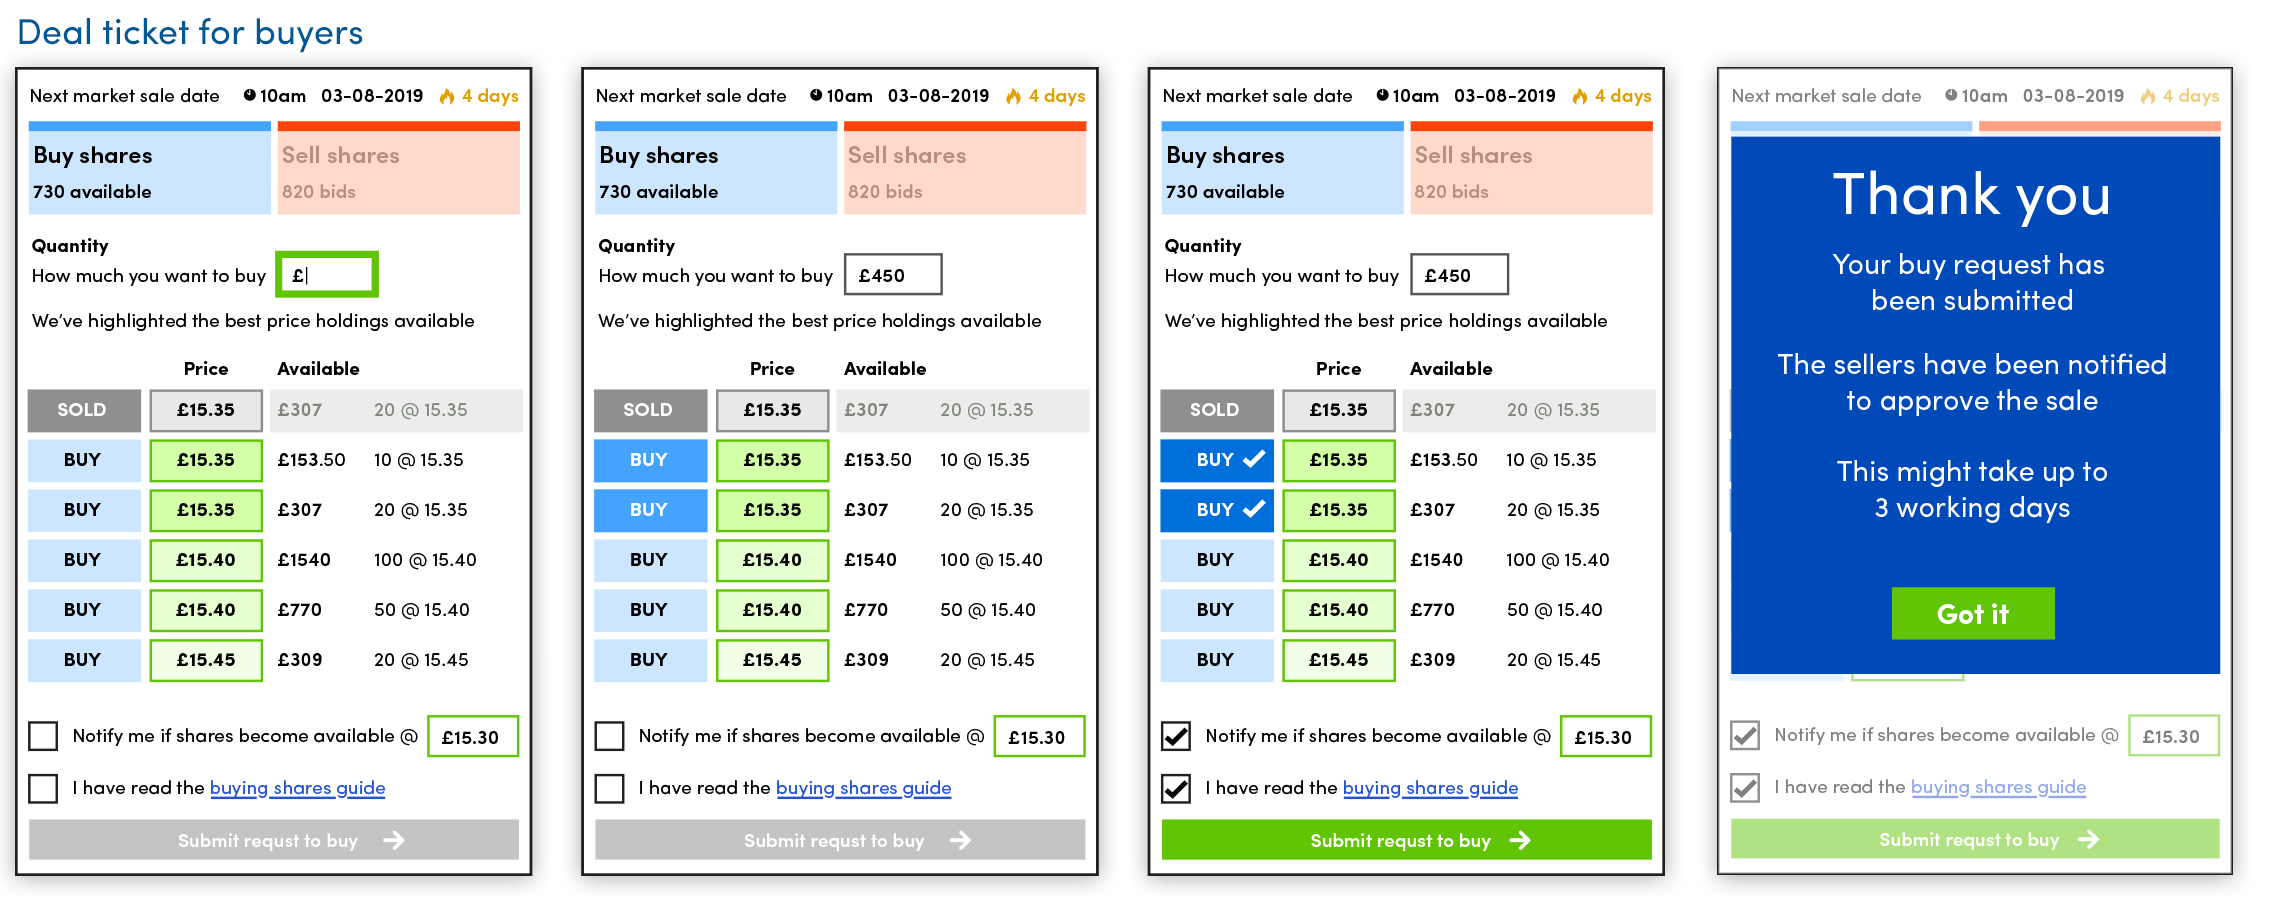 Deal ticket for buyers
Next market sale date 10am 03-08-2019 4 days
Buy shares Sell shares
730 available 820 bids
Quantity
How much you want to buy £
We've highlighted the best price holdings available
Price Available
SOLD £15.35 £307 20 @ 15.35
BUY £15.35 £153.50 10 @ 15.35
BUY £15.35 £307 20 @ 15.35
BUY £15.40 £1540 100 @ 15.40
BUY £15.40 £770 50 @ 15.40
BUY £15.45 £309 20 @ 15.45
Notify me if shares become available @ £15.30
I have read the buying shares guide
Submit requst to buy
Next market sale date 10am 03-08-2019 4 days
Buy shares Sell shares
730 available 820 bids
Quantity
How much you want to buy £450
We've highlighted the best price holdings available
Price Available
SOLD £15.35 £307 20 @ 15.35
BUY £15.35 £153.50 10 @ 15.35
BUY £15.35 £307 20 @ 15.35
BUY £15.40 £1540 100 @ 15.40
BUY £15.40 £770 50 @ 15.40
BUY £15.45 £309 20 @ 15.45
Notify me if shares become available @ £15.30
I have read the buying shares guide
Submit requst to buy
Next market sale date 10am 03-08-2019 4 days
Buy shares Sell shares
730 available 820 bids
Quantity
How much you want to buy £450
We've highlighted the best price holdings available
Price Available
SOLD £15.35 £307 20 @ 15.35
BUY £15.35 £153.50 10 @ 15.35
BUY £15.35 £307 20 @ 15.35
BUY £15.40 £1540 100 @ 15.40
BUY £15.40 £770 50 @ 15.40
BUY £15.45 £309 20 @ 15.45
Notify me if shares become available @ £15.30
I have read the buying shares guide
Submit requst to buy
Next market sale date 10am 03-08-2019 4 days
Thank you
Your buy request has
been submitted
The sellers have been notified
to approve the sale
This might take up to
3 working days
Got it
Notify me if shares become available @ £15.30
I have read the buying shares guide
Submit requst to buy